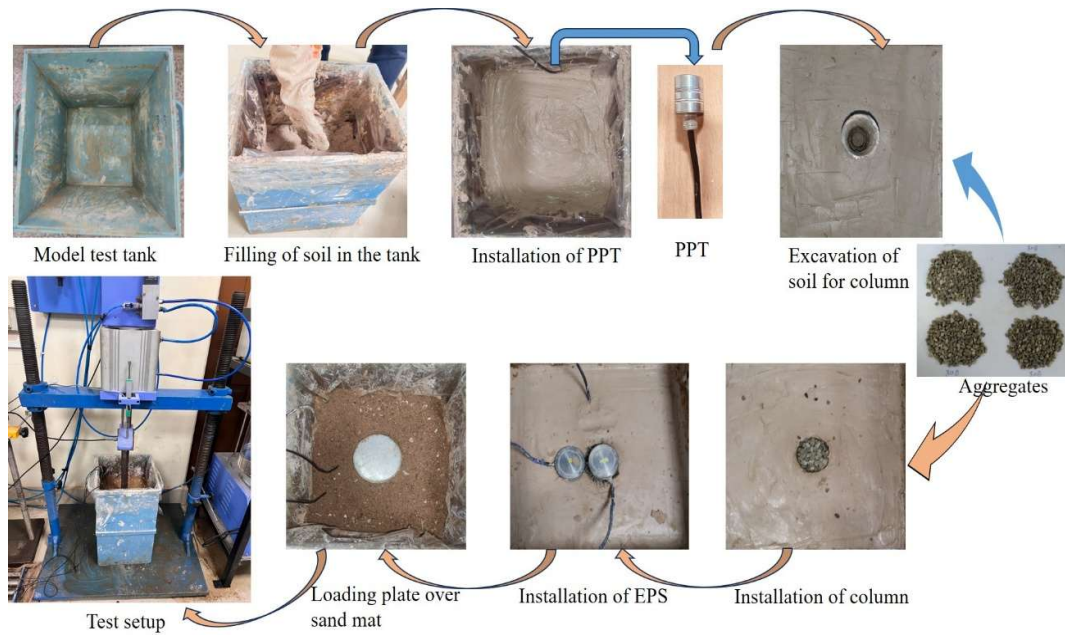 Model test tank
Filling of soil in the tank
Installation of PPT
PPT
Excavation of
soil for column
Aggregates
Test setup
Loading plate over
sand mat
Installation of EPS
Installation of column